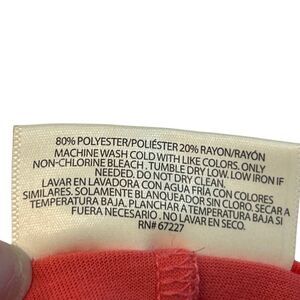 80% POLYESTER/POLIÉSTER 20% RAYON/RAYÓN
MACHINE WASH COLD WITH LIKE COLORS. ONLY
NON-CHLORINE BLEACH . TUMBLE DRY LOW. LOW IRON IF
NEEDED. DO NOT DRY CLEAN.
LAVAR EN LAVADORA CON AGUA FRÍA CON COLORES
SIMILARES. SOLAMENTE BLANQUEADOR SIN CLORO. SECAR A
TEMPERATURA BAJA. PLANCHAR A TEMPERATURA BAJA SI
FUERA NECESARIO . NO LAVAR EN SECO.
RN# 67227